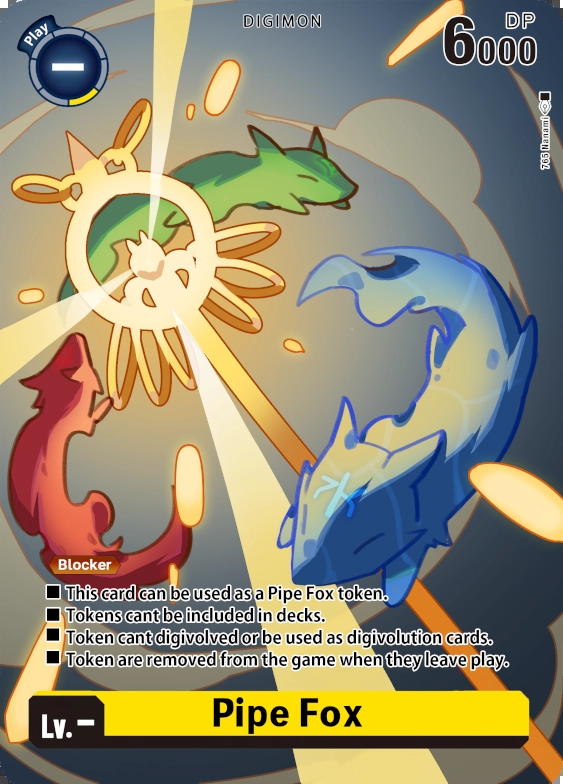 Play
DIGIMON
DP
6000
—
765 Nanami
Blocker
■ This card can be used as a Pipe Fox token.
■ Tokens cant be included in decks.
■ Token cant digivolved or be used as digivolution cards.
■ Token are removed from the game when they leave play.
Lv.—
Pipe Fox